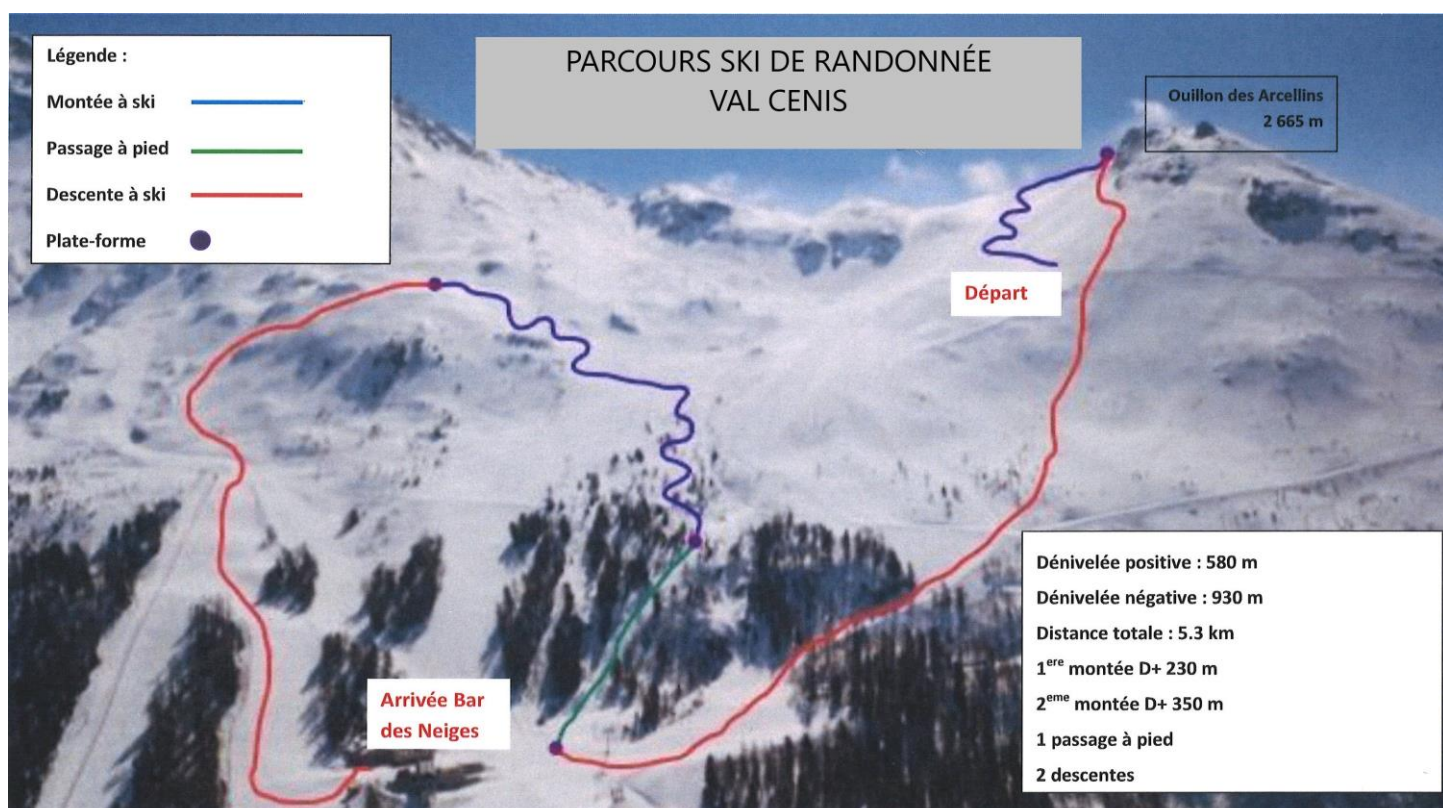 Légende :
Montée à ski
Passage à pied
Descente à ski
Plate-forme
PARCOURS SKI DE RANDONNÉE
VAL CENIS
Ouillon des Arcellins
2 665 m
Départ
Arrivée Bar
des Neiges
Dénivelée positive : 580 m
Dénivelée négative : 930 m
Distance totale : 5.3 km
1ere montée D+ 230 m
2eme montée D+ 350 m
1 passage à pied
2 descentes